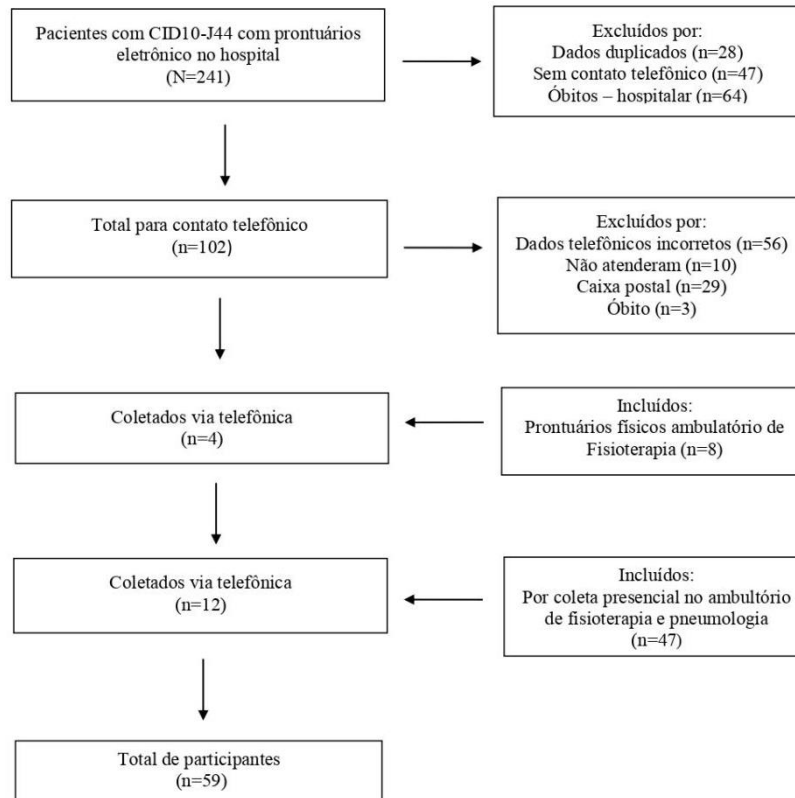 Pacientes com CID10-J44 com prontuários
eletrônico no hospital
(N=241)
Excluídos por:
Dados duplicados (n=28)
Sem contato telefônico (n=47)
Óbitos – hospitalar (n=64)
Total para contato telefônico
(n=102)
Excluídos por:
Dados telefônicos incorretos (n=56)
Não atenderam (n=10)
Caixa postal (n=29)
Óbito (n=3)
Coletados via telefônica
(n=4)
Incluídos:
Prontuários físicos ambulatório de
Fisioterapia (n=8)
Coletados via telefônica
(n=12)
Incluídos:
Por coleta presencial no ambultório
de fisioterapia e pneumologia
(n=47)
Total de participantes
(n=59)